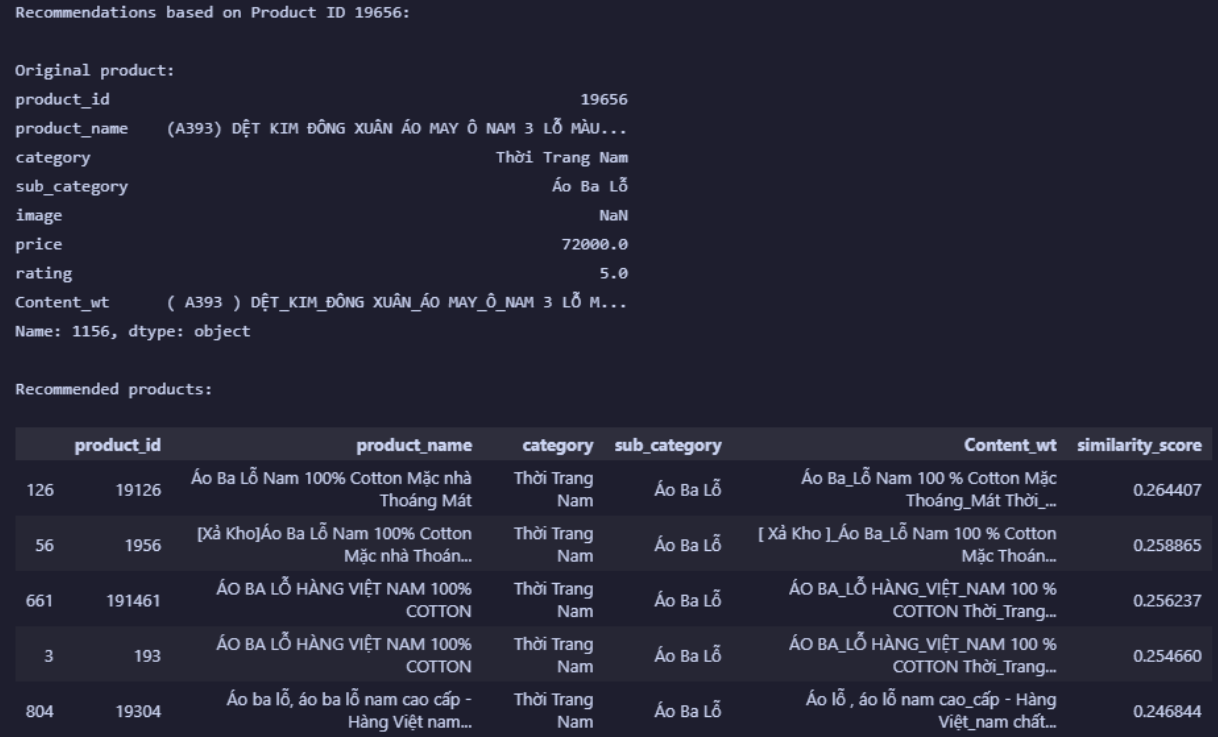 Recommendations based on Product ID 19656:
Original product:
product_id 19656
product_name (A393) DỆT KIM ĐÔNG XUÂN ÁO MAY Ô NAM 3 LỖ MÀU...
category Thời Trang Nam
sub_category Áo Ba Lỗ
image NaN
price 72000.0
rating 5.0
Content_wt ( A393 ) DỆT_KIM_ĐÔNG XUÂN_ÁO MAY_Ô_NAM 3 LỖ M...
Name: 1156, dtype: object
Recommended products:
product_id product_name category sub_category Content_wt similarity_score
126 19126 Áo Ba Lỗ Nam 100% Cotton Mặc nhà Thoáng Mát Thời Trang Nam Áo Ba Lỗ Áo Ba_Lỗ Nam 100 % Cotton Mặc Thoáng_Mát Thời_... 0.264407
56 1956 [Xả Kho]Áo Ba Lỗ Nam 100% Cotton Mặc nhà Thoán... Thời Trang Nam Áo Ba Lỗ [ Xả Kho ]_Áo Ba_Lỗ Nam 100 % Cotton Mặc Thoán... 0.258865
661 191461 ÁO BA LỖ HÀNG VIỆT NAM 100% COTTON Thời Trang Nam Áo Ba Lỗ ÁO BA_LỖ HÀNG_VIỆT_NAM 100 % COTTON Thời_Trang... 0.256237
3 193 ÁO BA LỖ HÀNG VIỆT NAM 100% COTTON Thời Trang Nam Áo Ba Lỗ ÁO BA_LỖ HÀNG_VIỆT_NAM 100 % COTTON Thời_Trang... 0.254660
804 19304 Áo ba lỗ, áo ba lỗ nam cao cấp - Hàng Việt nam... Thời Trang Nam Áo Ba Lỗ Áo lỗ , áo lỗ nam cao_cấp - Hàng Việt_nam chất... 0.246844